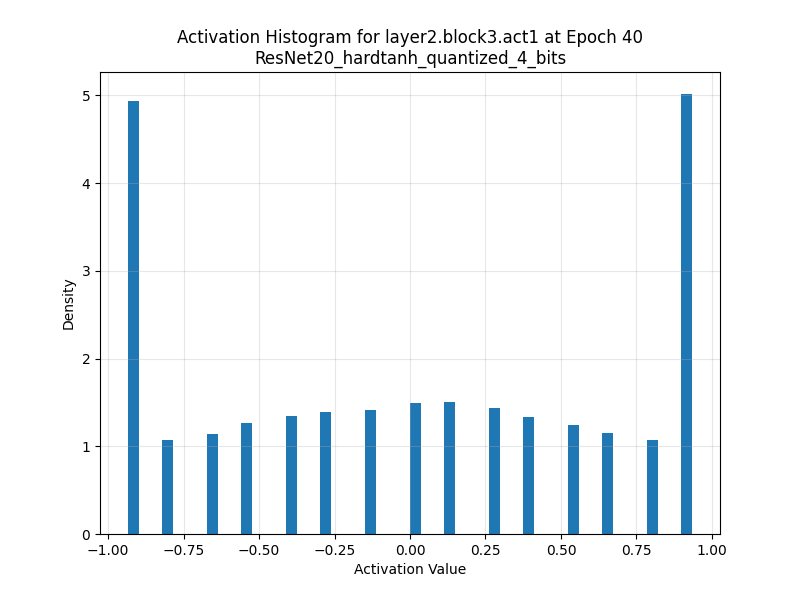 Activation Histogram for layer2.block3.act1 at Epoch 40
ResNet20_hardtanh_quantized_4_bits
Density
5
4
3
2
1
0
−1.00 −0.75 −0.50 −0.25 0.00 0.25 0.50 0.75 1.00
Activation Value